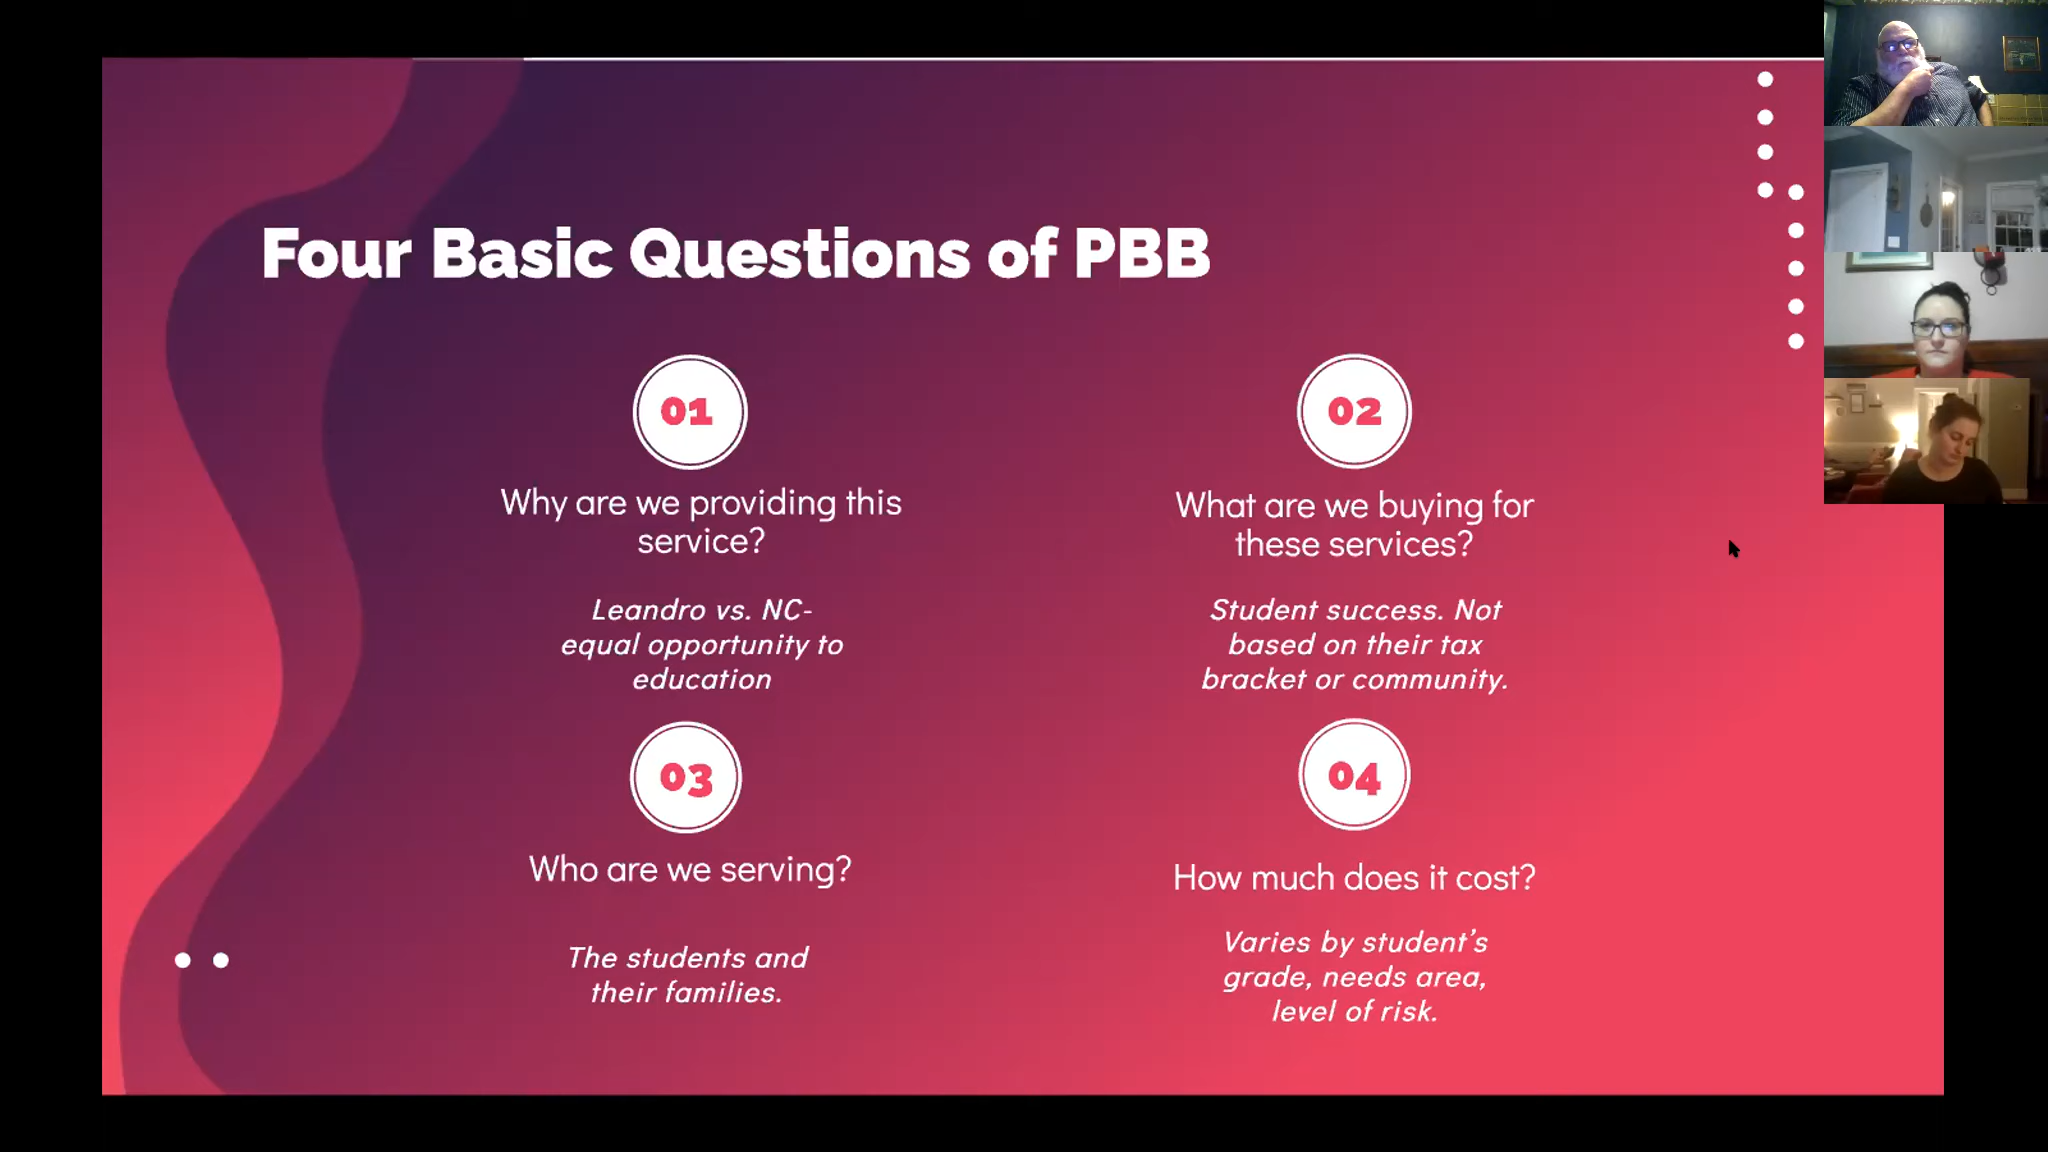 Four Basic Questions of PBB
01
Why are we providing this
service?
Leandro vs. NC-
equal opportunity to
education
02
What are we buying for
these services?
Student success. Not
based on their tax
bracket or community.
03
Who are we serving?
The students and
their families.
04
How much does it cost?
Varies by student's
grade, needs area,
level of risk.